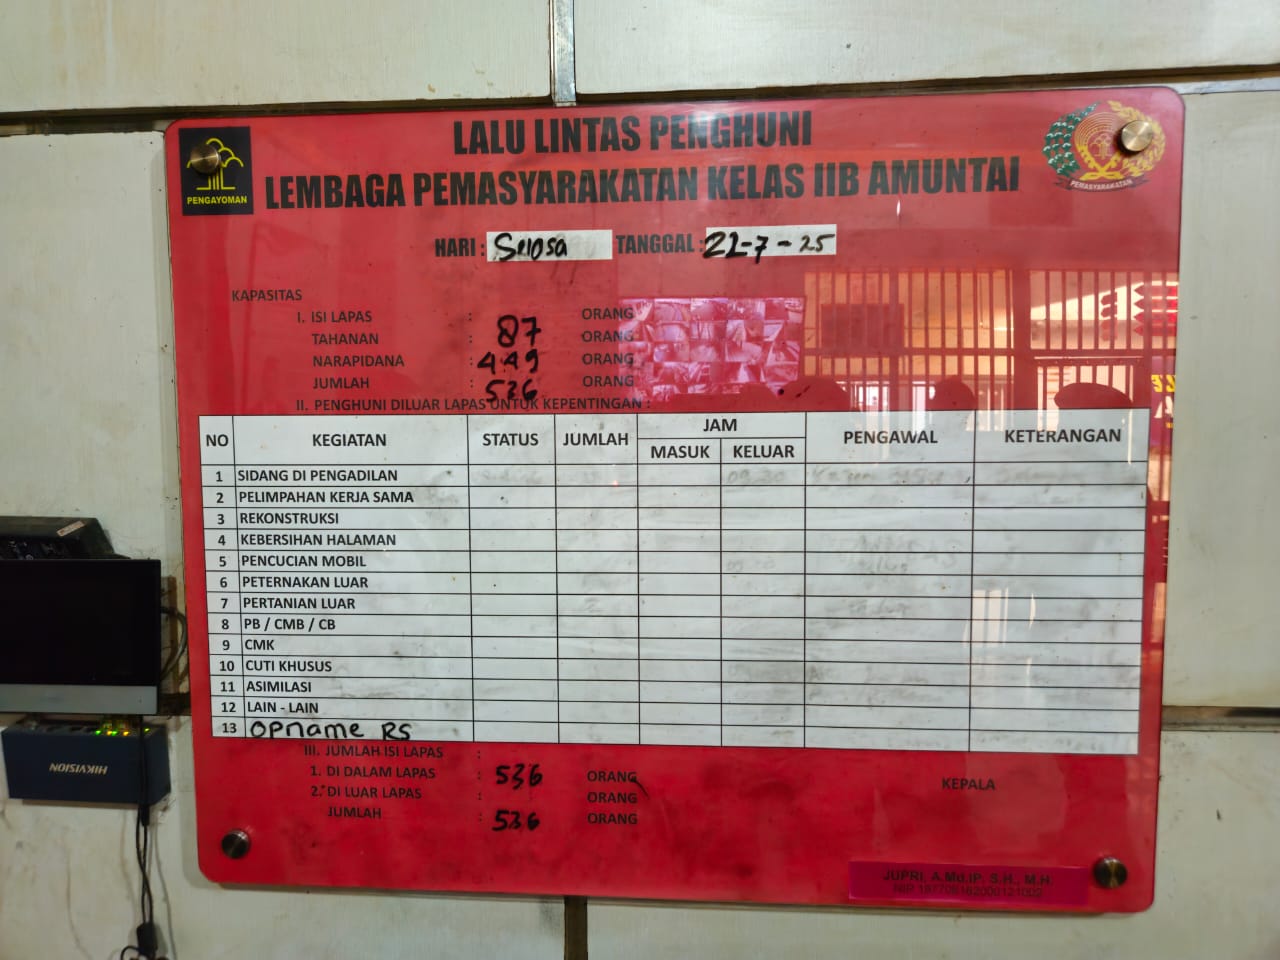 LALU LINTAS PENGHUNI
LEMBAGA PEMASYARAKATAN KELAS IIB AMUNTAI
PENGAYOMAN
PEMASYARAKATAN
HARI : Selasa TANGGAL : 22-7-25
KAPASITAS
I. ISI LAPAS : ORANG
TAHANAN : 87 ORANG
NARAPIDANA : 449 ORANG
JUMLAH : 536 ORANG
II. PENGHUNI DILUAR LAPAS UNTUK KEPENTINGAN :
NO KEGIATAN STATUS JUMLAH JAM PENGAWAL KETERANGAN
MASUK KELUAR
1 SIDANG DI PENGADILAN
2 PELIMPAHAN KERJA SAMA
3 REKONSTRUKSI
4 KEBERSIHAN HALAMAN
5 PENCUCIAN MOBIL
6 PETERNAKAN LUAR
7 PERTANIAN LUAR
8 PB / CMB / CB
9 CMK
10 CUTI KHUSUS
11 ASIMILASI
12 LAIN - LAIN
13 OPname RS
III. JUMLAH ISI LAPAS :
1. DI DALAM LAPAS : 536 ORANG
2. DI LUAR LAPAS : ORANG
JUMLAH : 536 ORANG
KEPALA
JUPRI, A.Md.IP. S.H., M.H.
NIP
HIKVISION